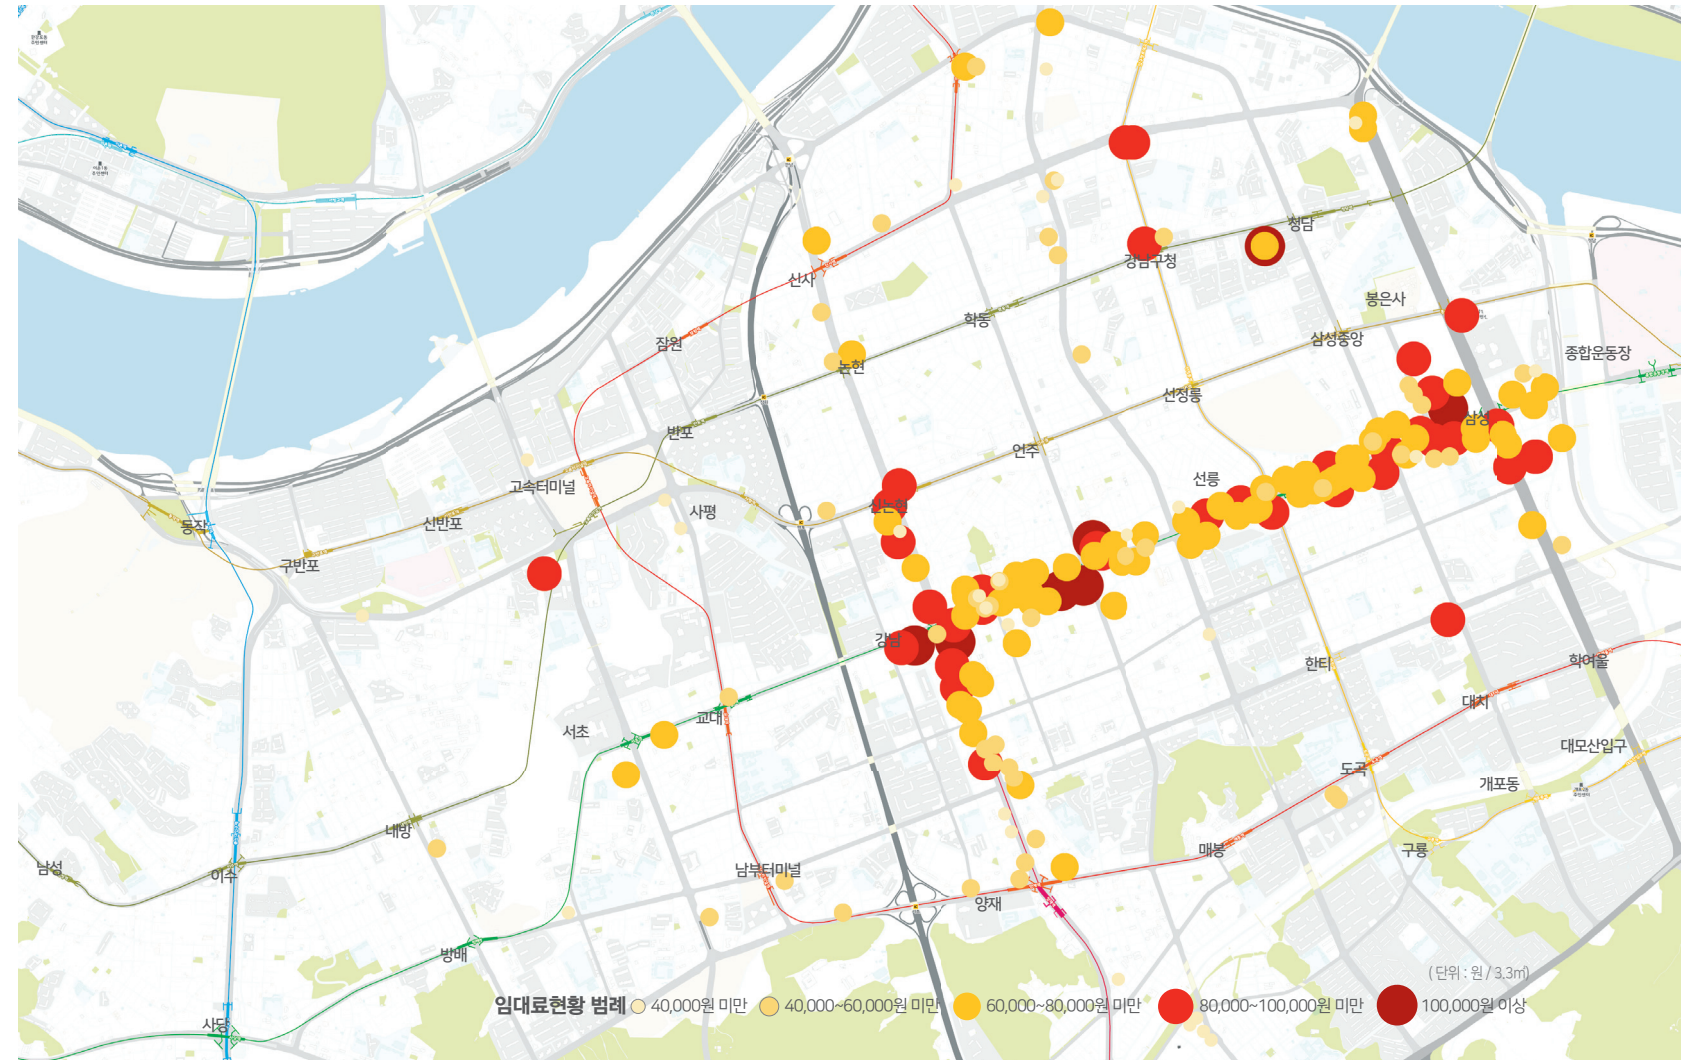 청담
강남구청
신사
봉은사
학동
삼성중앙
잠원
종합운동장
논현
선정릉
삼성
반포
언주
선릉
고속터미널
신논현
사평
신반포
동작
구반포
강남
학여울
한티
대치
교대
서초
대모산입구
도곡
개포동
내방
매봉
구룡
남성
이수
남부터미널
양재
방배
(단위 : 원 / 3.3㎡)
임대료현황 범례 40,000원 미만 40,000~60,000원 미만 60,000~80,000원 미만 80,000~100,000원 미만 100,000원 이상
사당